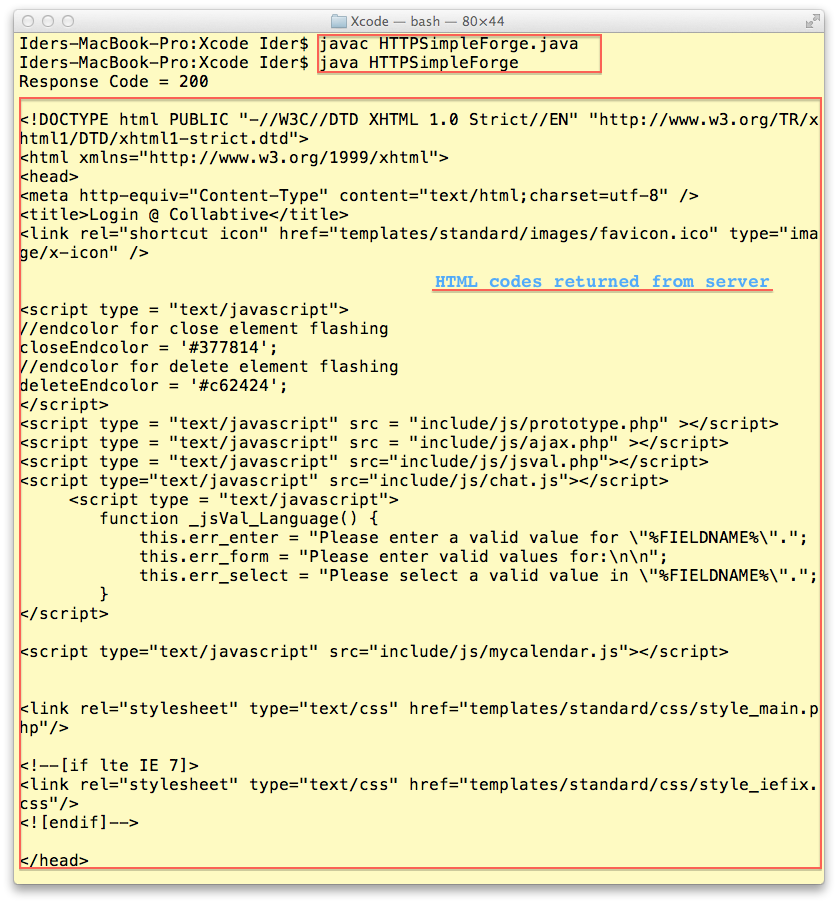 Xcode — bash — 80×44
Iders-MacBook-Pro:Xcode Ider$ javac HTTPSimpleForge.java
Iders-MacBook-Pro:Xcode Ider$ java HTTPSimpleForge
Response Code = 200
<!DOCTYPE html PUBLIC "-//W3C//DTD XHTML 1.0 Strict//EN" "http://www.w3.org/TR/x
html1/DTD/xhtml1-strict.dtd">
<html xmlns="http://www.w3.org/1999/xhtml">
<head>
<meta http-equiv="Content-Type" content="text/html;charset=utf-8" />
<title>Login @ Collabtive</title>
<link rel="shortcut icon" href="templates/standard/images/favicon.ico" type="ima
ge/x-icon" />
HTML codes returned from server
<script type = "text/javascript">
//endcolor for close element flashing
closeEndcolor = '#377814';
//endcolor for delete element flashing
deleteEndcolor = '#c62424';
</script>
<script type = "text/javascript" src = "include/js/prototype.php" ></script>
<script type = "text/javascript" src = "include/js/ajax.php" ></script>
<script type = "text/javascript" src="include/js/jsval.php"></script>
<script type="text/javascript" src="include/js/chat.js"></script>
     <script type = "text/javascript">
        function _jsVal_Language() {
            this.err_enter = "Please enter a valid value for \"%FIELDNAME%\".";
            this.err_form = "Please enter valid values for:\n\n";
            this.err_select = "Please select a valid value in \"%FIELDNAME%\".";
        }
</script>
<script type="text/javascript" src="include/js/mycalendar.js"></script>
<link rel="stylesheet" type="text/css" href="templates/standard/css/style_main.p
hp"/>
<!--[if lte IE 7]>
<link rel="stylesheet" type="text/css" href="templates/standard/css/style_iefix.
css"/>
<![endif]-->
</head>